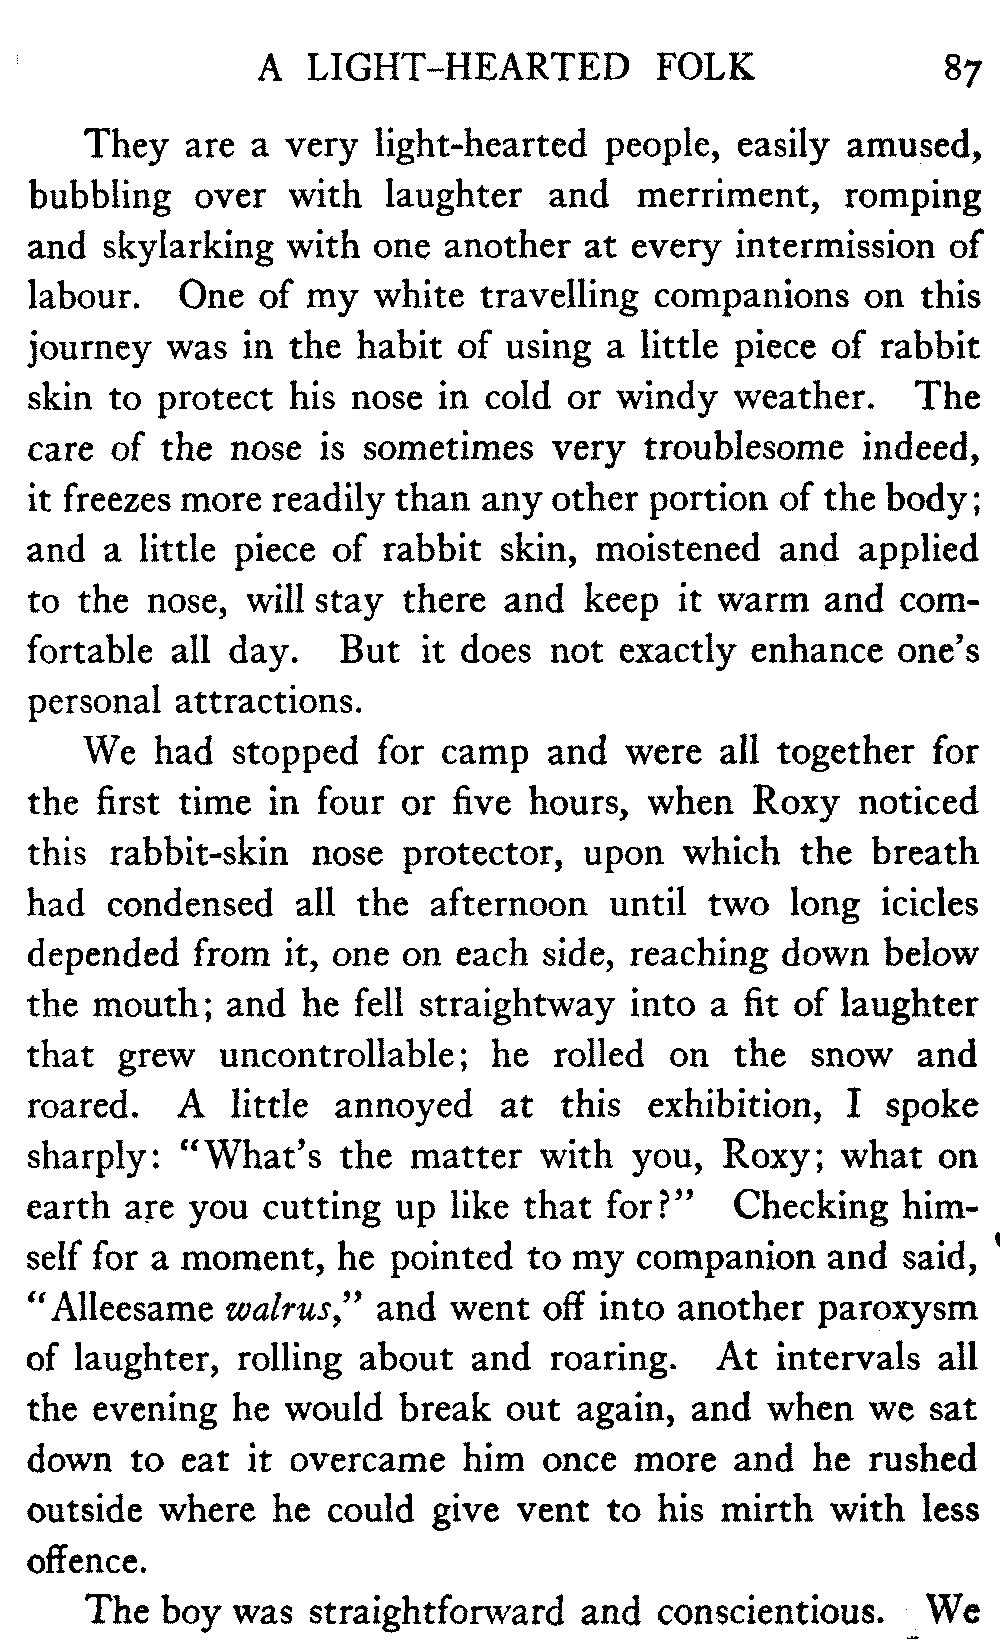 A LIGHT-HEARTED FOLK 87
They are a very light-hearted people, easily amused,
bubbling over with laughter and merriment, romping
and skylarking with one another at every intermission of
labour. One of my white travelling companions on this
journey was in the habit of using a little piece of rabbit
skin to protect his nose in cold or windy weather. The
care of the nose is sometimes very troublesome indeed,
it freezes more readily than any other portion of the body;
and a little piece of rabbit skin, moistened and applied
to the nose, will stay there and keep it warm and com-
fortable all day. But it does not exactly enhance one's
personal attractions.
We had stopped for camp and were all together for
the first time in four or five hours, when Roxy noticed
this rabbit-skin nose protector, upon which the breath
had condensed all the afternoon until two long icicles
depended from it, one on each side, reaching down below
the mouth; and he fell straightway into a fit of laughter
that grew uncontrollable; he rolled on the snow and
roared. A little annoyed at this exhibition, I spoke
sharply: "What's the matter with you, Roxy; what on
earth are you cutting up like that for?" Checking him-
self for a moment, he pointed to my companion and said,
"Alleesame walrus," and went off into another paroxysm
of laughter, rolling about and roaring. At intervals all
the evening he would break out again, and when we sat
down to eat it overcame him once more and he rushed
outside where he could give vent to his mirth with less
offence.
The boy was straightforward and conscientious. We